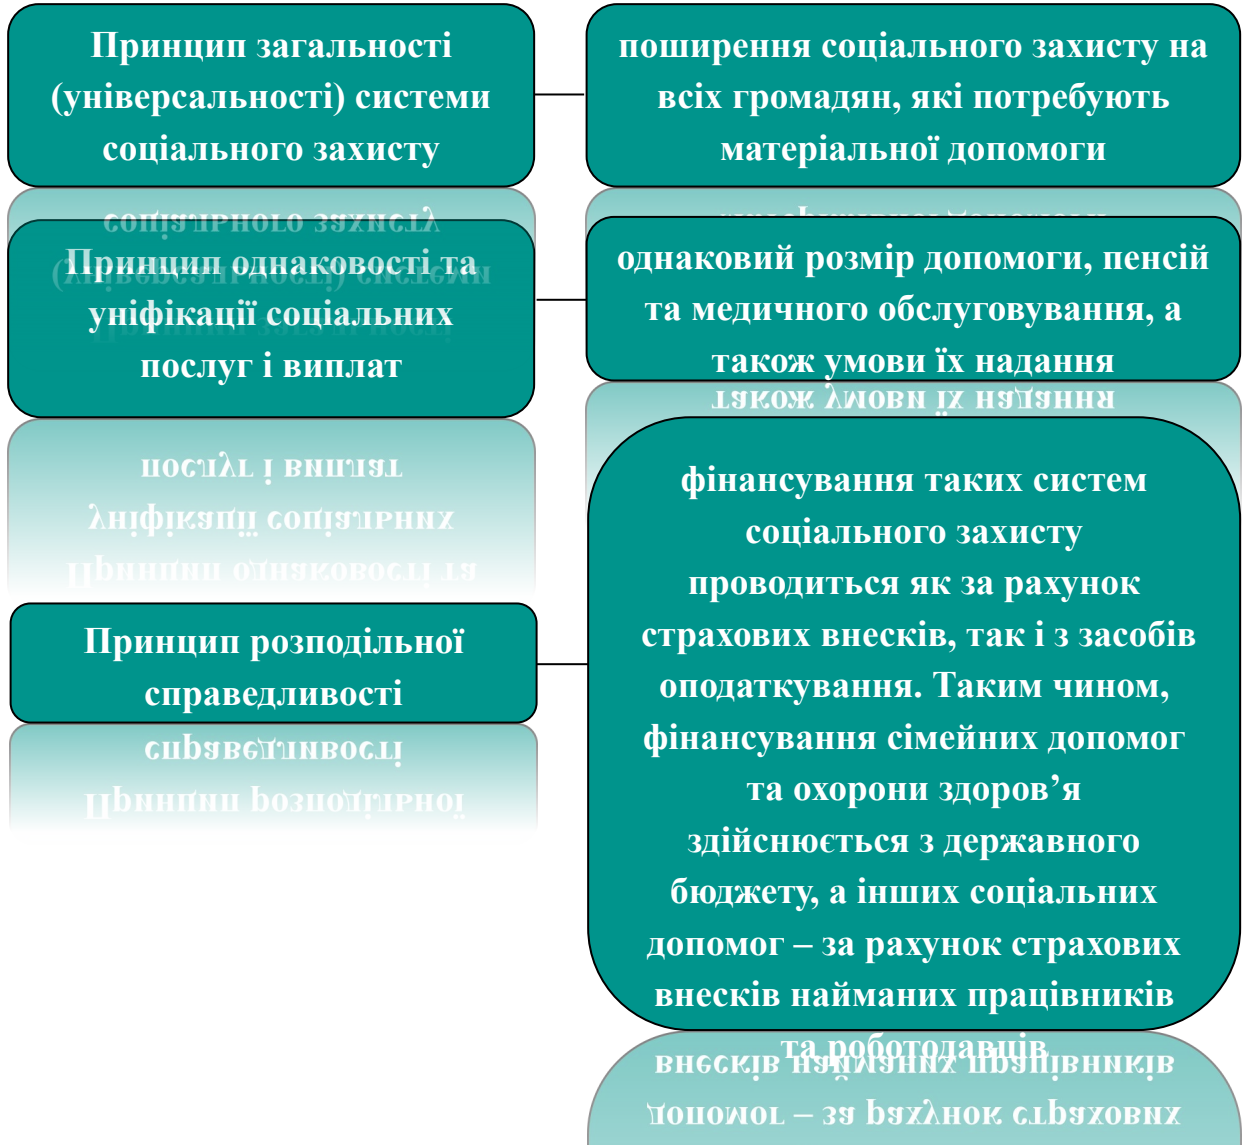 Принцип загальності
(універсальності) системи
соціального захисту
поширення соціального захисту на
всіх громадян, які потребують
матеріальної допомоги
Принцип однаковості та
уніфікації соціальних
послуг і виплат
однаковий розмір допомоги, пенсій
та медичного обслуговування, а
також умови їх надання
Принцип розподільної
справедливості
фінансування таких систем
соціального захисту
проводиться як за рахунок
страхових внесків, так і з засобів
оподаткування. Таким чином,
фінансування сімейних допомог
та охорони здоров’я
здійснюється з державного
бюджету, а інших соціальних
допомог – за рахунок страхових
внесків найманих працівників
та роботодавців